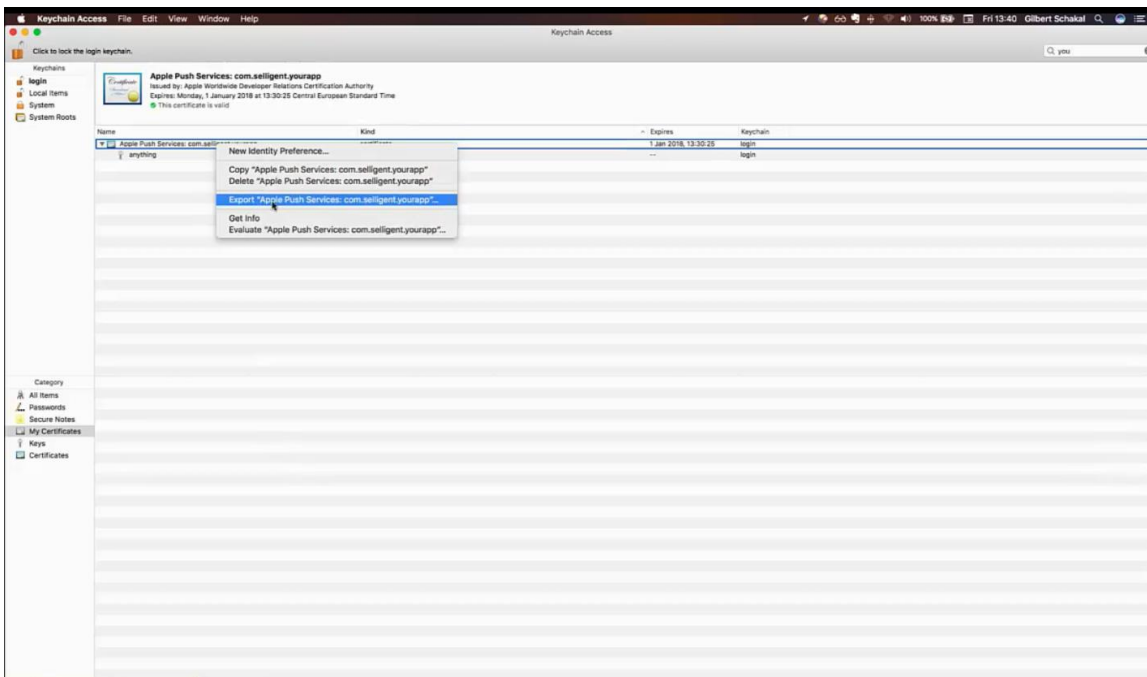 Keychain Access File Edit View Window Help 100% Fri 13:40 Gilbert Schakal
Keychain Access
Click to lock the login keychain.
you
Keychains
login
Local Items
System
System Roots
Certificate
Apple Push Services: com.selligent.yourapp
Issued by: Apple Worldwide Developer Relations Certification Authority
Expires: Monday, 1 January 2018 at 13:30:25 Central European Standard Time
This certificate is valid
Name Kind Expires Keychain
Apple Push Services: 1 Jan 2018, 13:30:25 login
anything -- login
New Identity Preference...
Copy "Apple Push Services: com.selligent.yourapp"
Delete "Apple Push Services: com.selligent.yourapp"
Export "Apple Push Services: com.selligent.yourapp"...
Get Info
Evaluate "Apple Push Services: com.selligent.yourapp"...
Category
All Items
Passwords
Secure Notes
My Certificates
Keys
Certificates